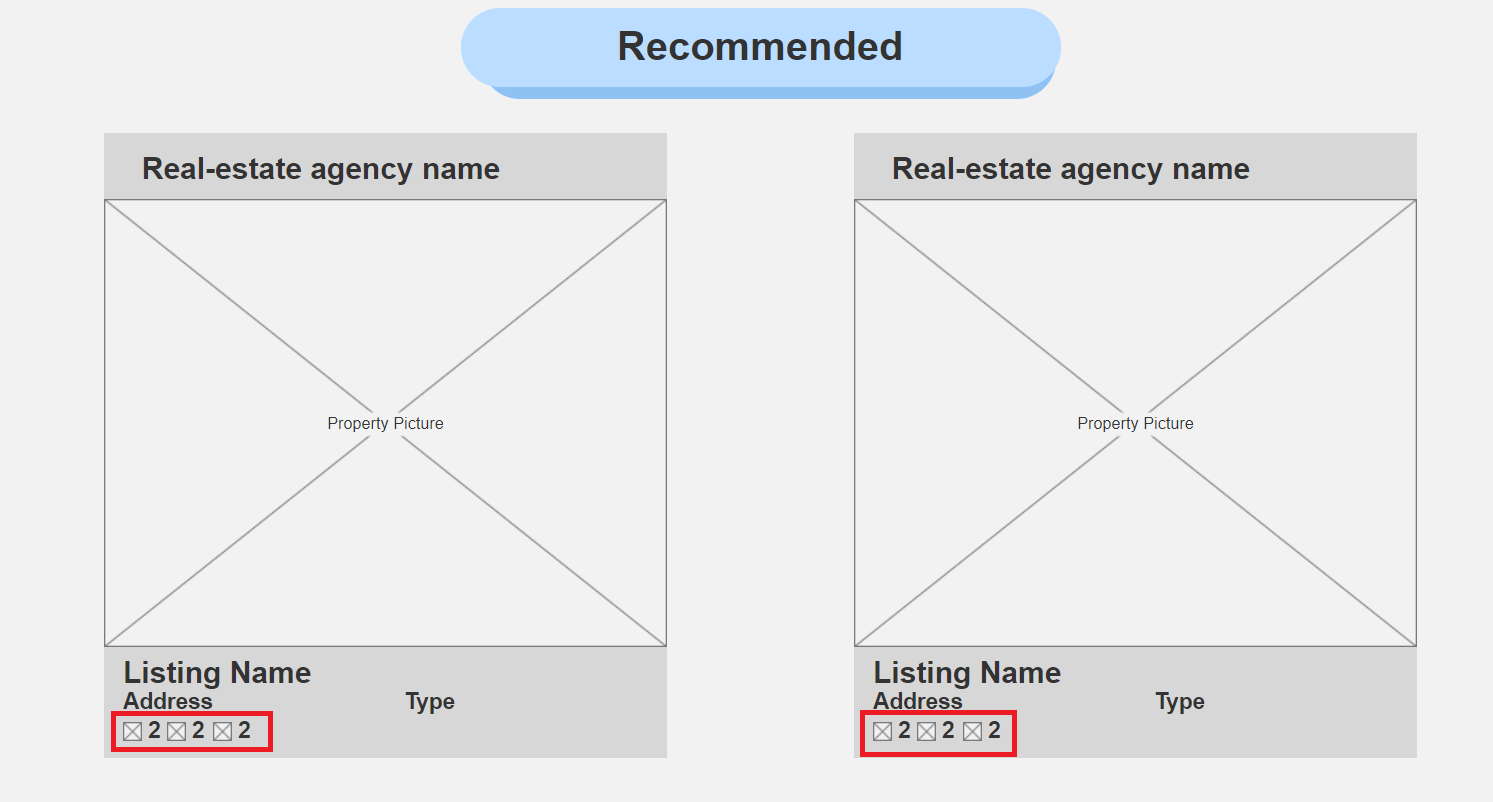 Recommended
Real-estate agency name
Property Picture
Listing Name
Address Type
2 2 2
Real-estate agency name
Property Picture
Listing Name
Address Type
2 2 2